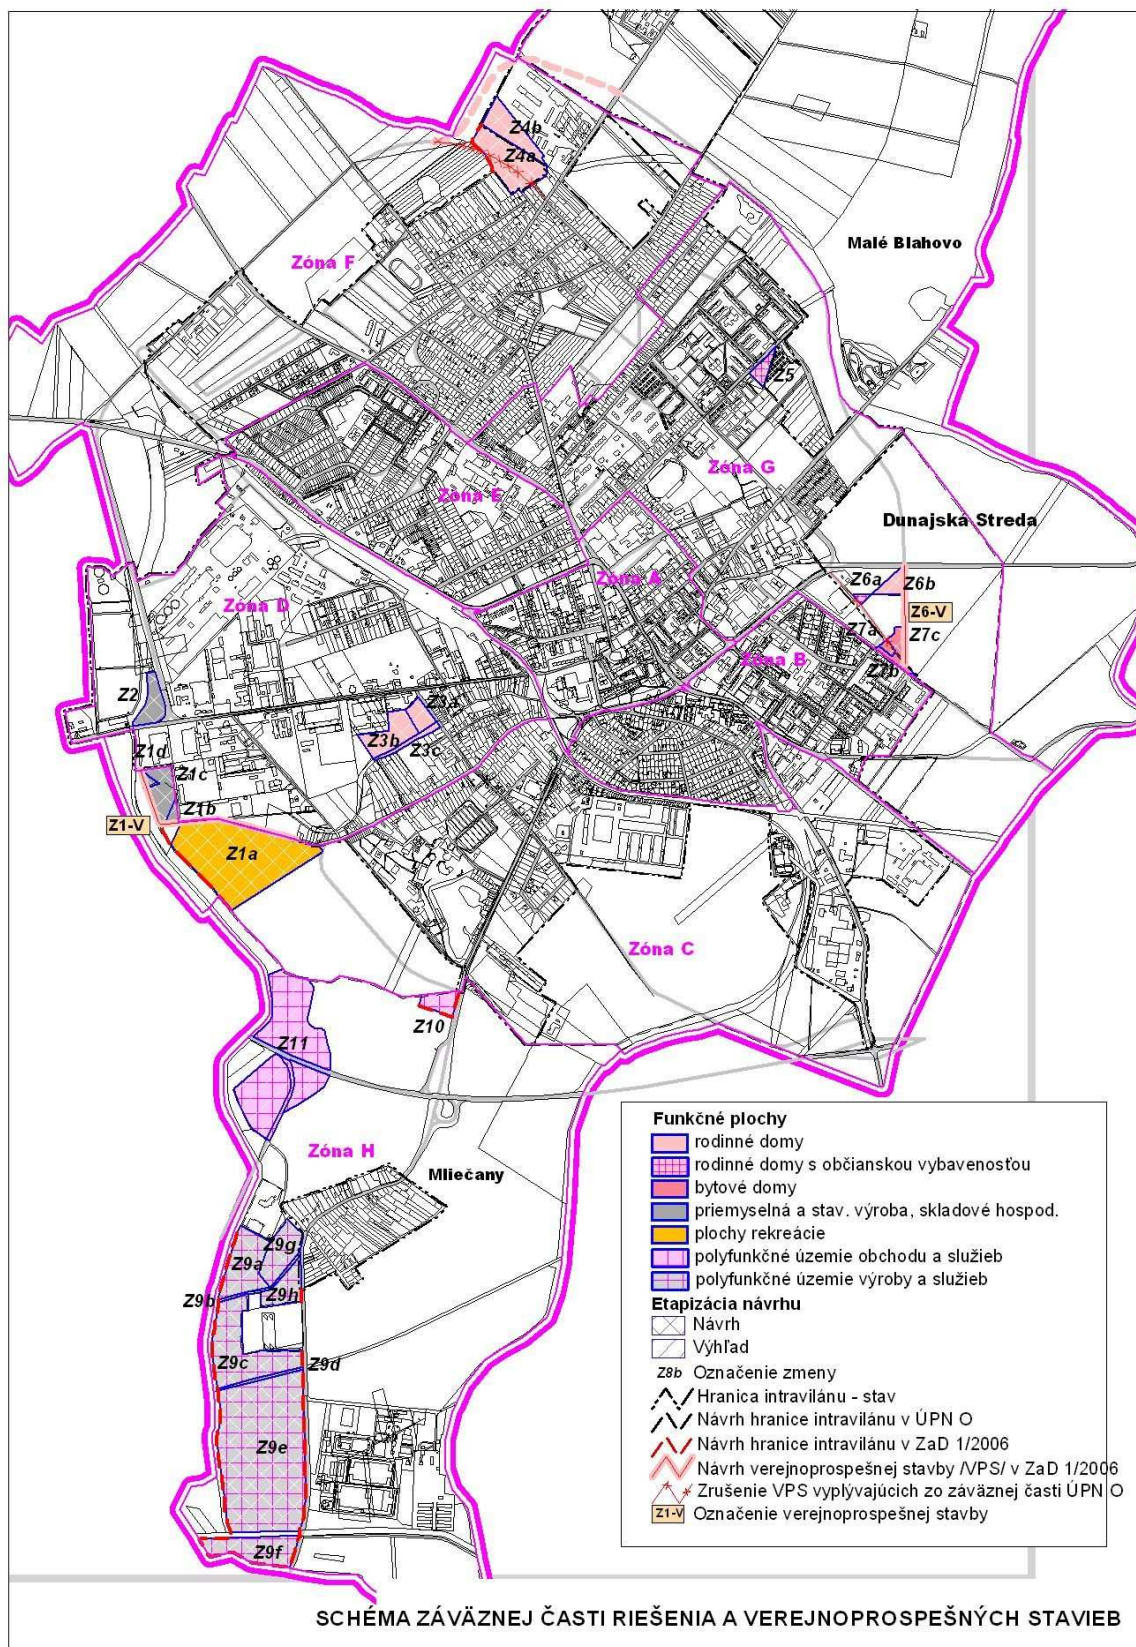 Z4b
Z4a
Malé Blahovo
Zóna F
Z5
Zóna G
Zóna E
Dunajská Streda
Zóna A
Z6a
Z6b
Zóna D
Z6-V
Z7a
Z7c
Zóna B
Z7b
Z2
Z3a
Z3b
Z3c
Z1d
Z1c
Z1b
Z1-V
Z1a
Zóna C
Z10
Z11
Zóna H
Mliečany
Z9g
Z9a
Z9b
Z9h
Z9c
Z9d
Z9e
Z9f
Funkčné plochy
rodinné domy
rodinné domy s občianskou vybavenosťou
bytové domy
priemyselná a stav. výroba, skladové hospod.
plochy rekreácie
polyfunkčné územie obchodu a služieb
polyfunkčné územie výroby a služieb
Etapizácia návrhu
Návrh
Výhľad
Z8b Označenie zmeny
Hranica intravilánu - stav
Návrh hranice intravilánu v ÚPN O
Návrh hranice intravilánu v ZaD 1/2006
Návrh verejnoprospešnej stavby /VPS/ v ZaD 1/2006
Zrušenie VPS vyplývajúcich zo záväznej časti ÚPN O
Z1-V Označenie verejnoprospešnej stavby
SCHÉMA ZÁVÄZNEJ ČASTI RIEŠENIA A VEREJNOPROSPEŠNÝCH STAVIEB